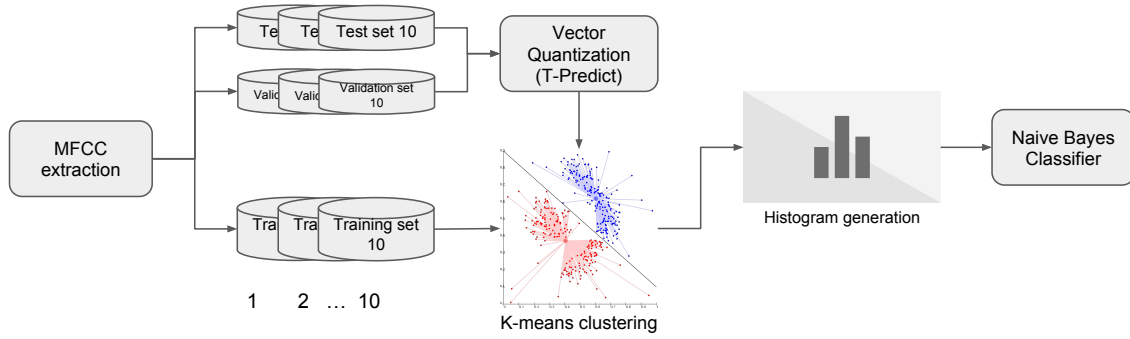 Te
Te
Test set 10
Valid
Valid
Validation set
10
MFCC
extraction
Trai
Trai
Training set
10
1 2 … 10
Vector
Quantization
(T-Predict)
K-means clustering
Histogram generation
Naive Bayes
Classifier